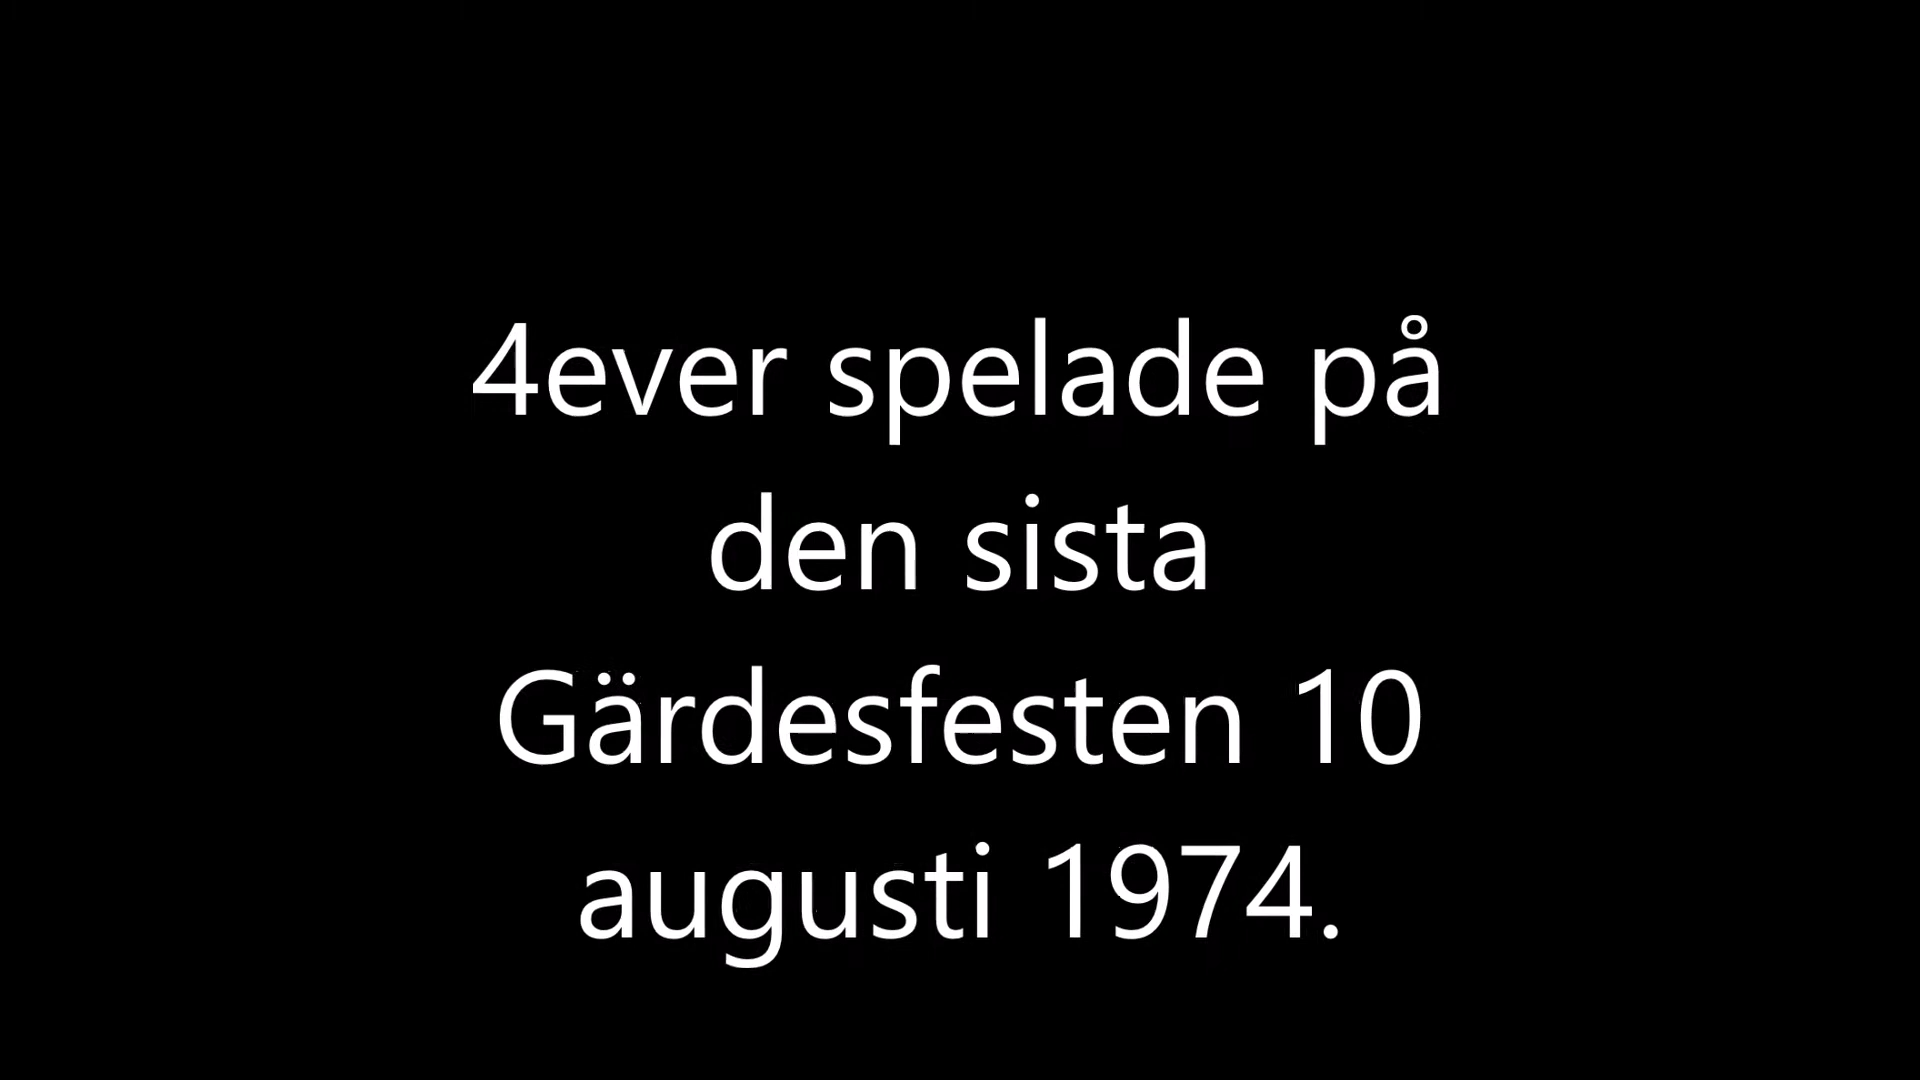 4ever spelade på
den sista
Gärdesfesten 10
augusti 1974.